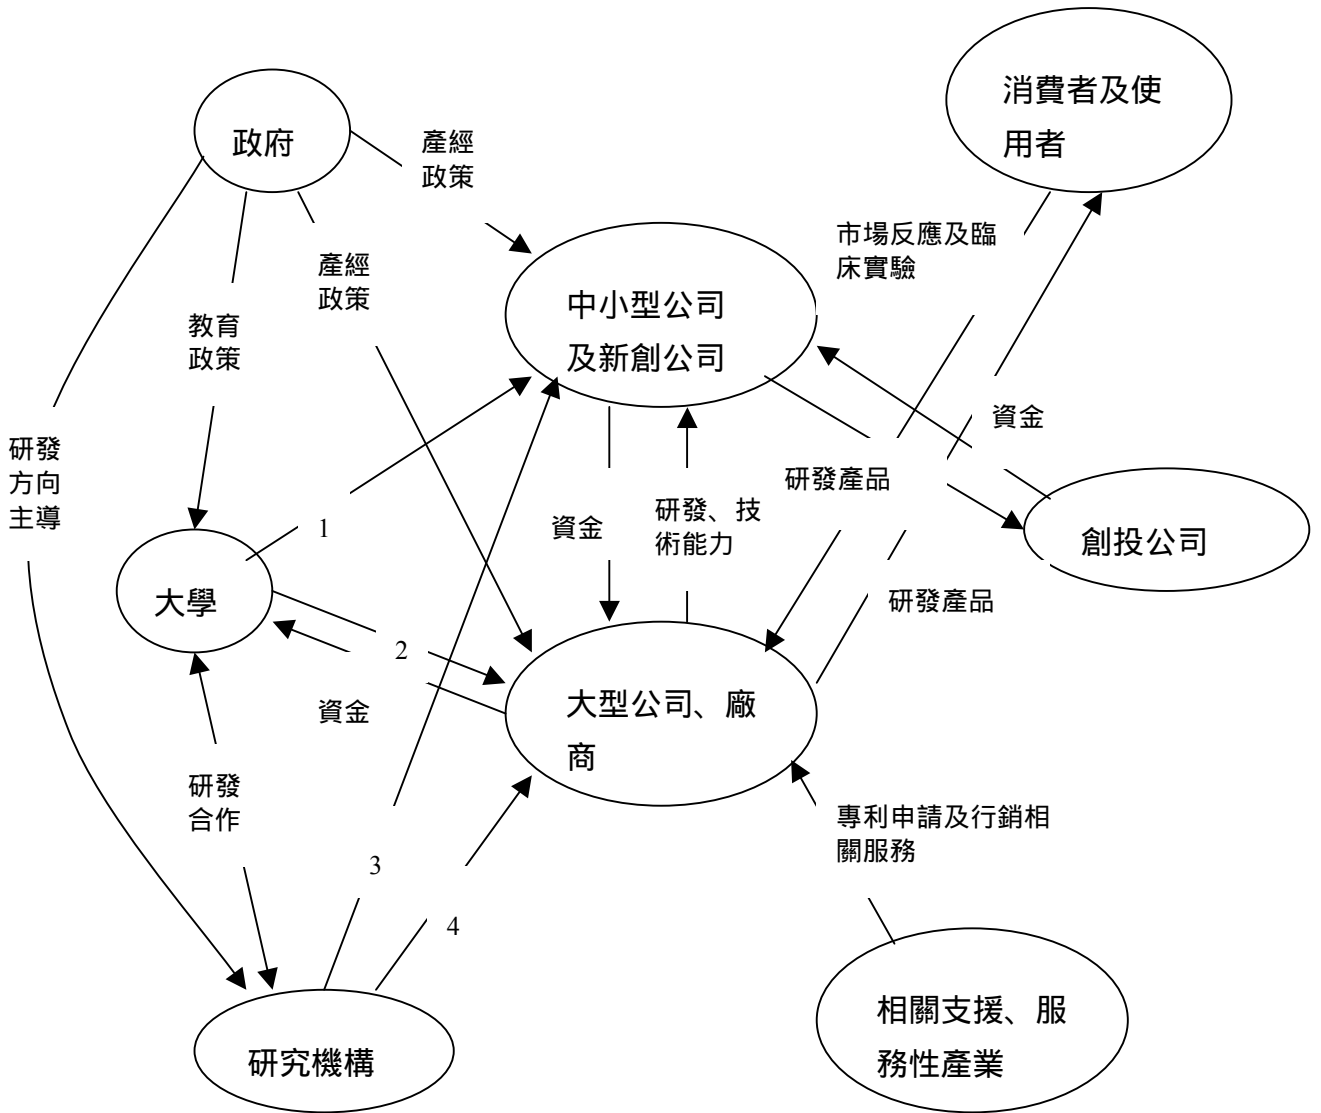 消費者及使
用者
政府
產經
政策
市場反應及臨
床實驗
產經
政策
中小型公司
及新創公司
教育
政策
資金
研發
方向
主導
研發產品
研發、技
術能力
資金
1
創投公司
大學
研發產品
2
資金
大型公司、廠
商
研發
合作
專利申請及行銷相
關服務
3
4
相關支援、服
務性產業
研究機構